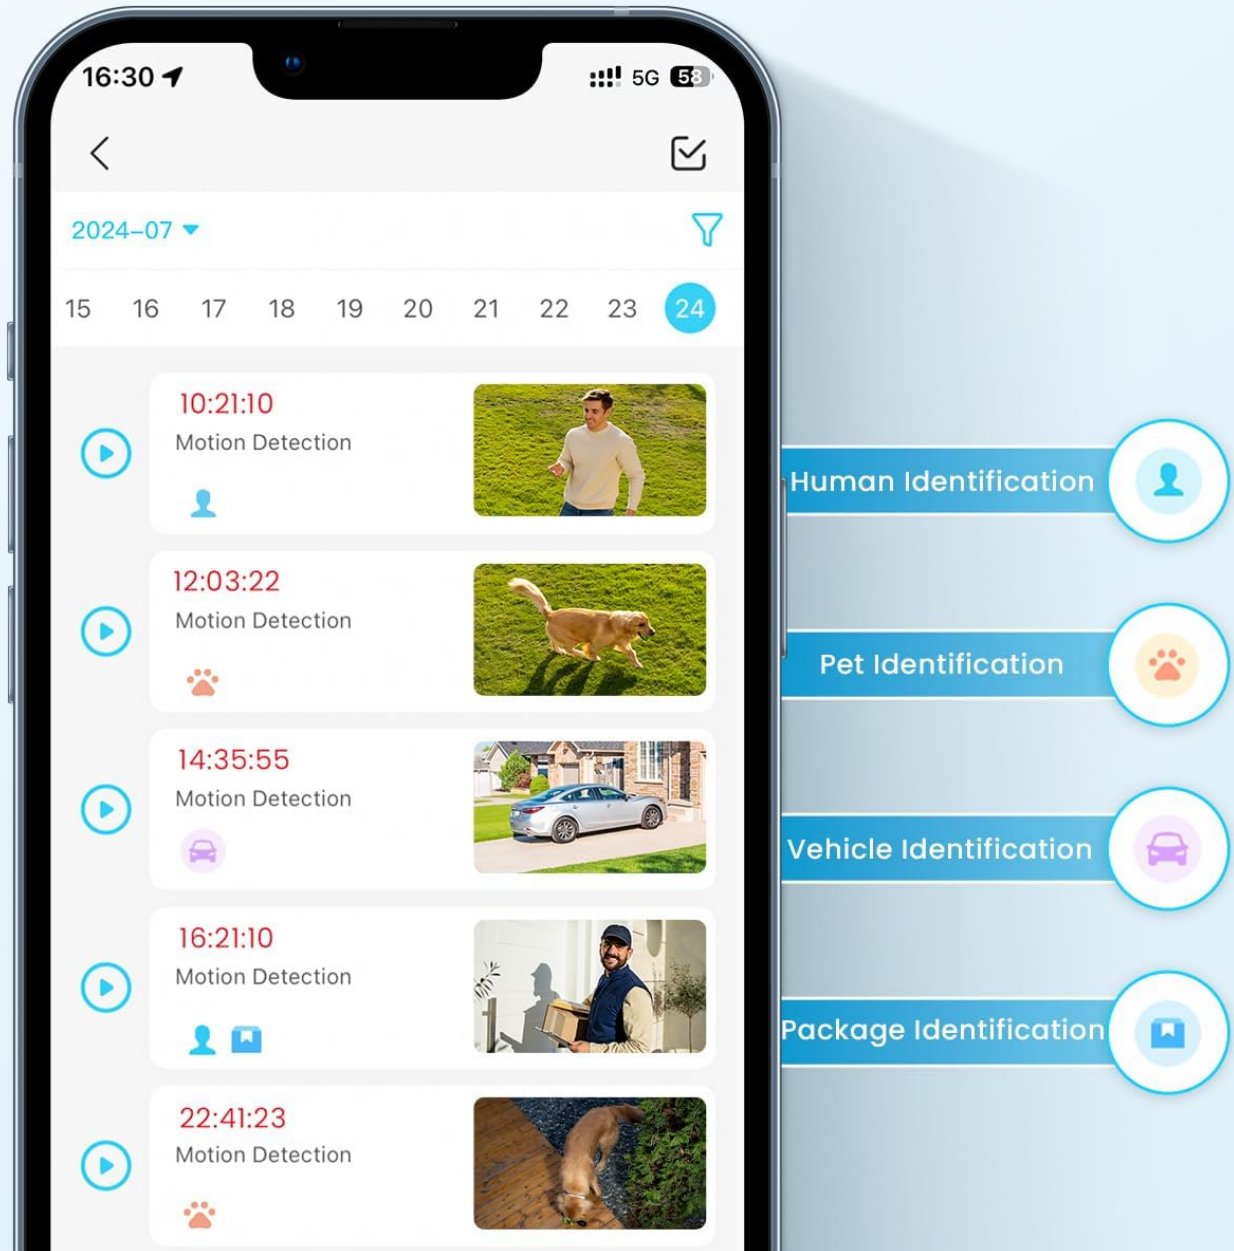 16:30
5G 58
2024-07
15 16 17 18 19 20 21 22 23 24
10:21:10
Motion Detection
12:03:22
Motion Detection
14:35:55
Motion Detection
16:21:10
Motion Detection
22:41:23
Motion Detection
Human Identification
Pet Identification
Vehicle Identification
Package Identification